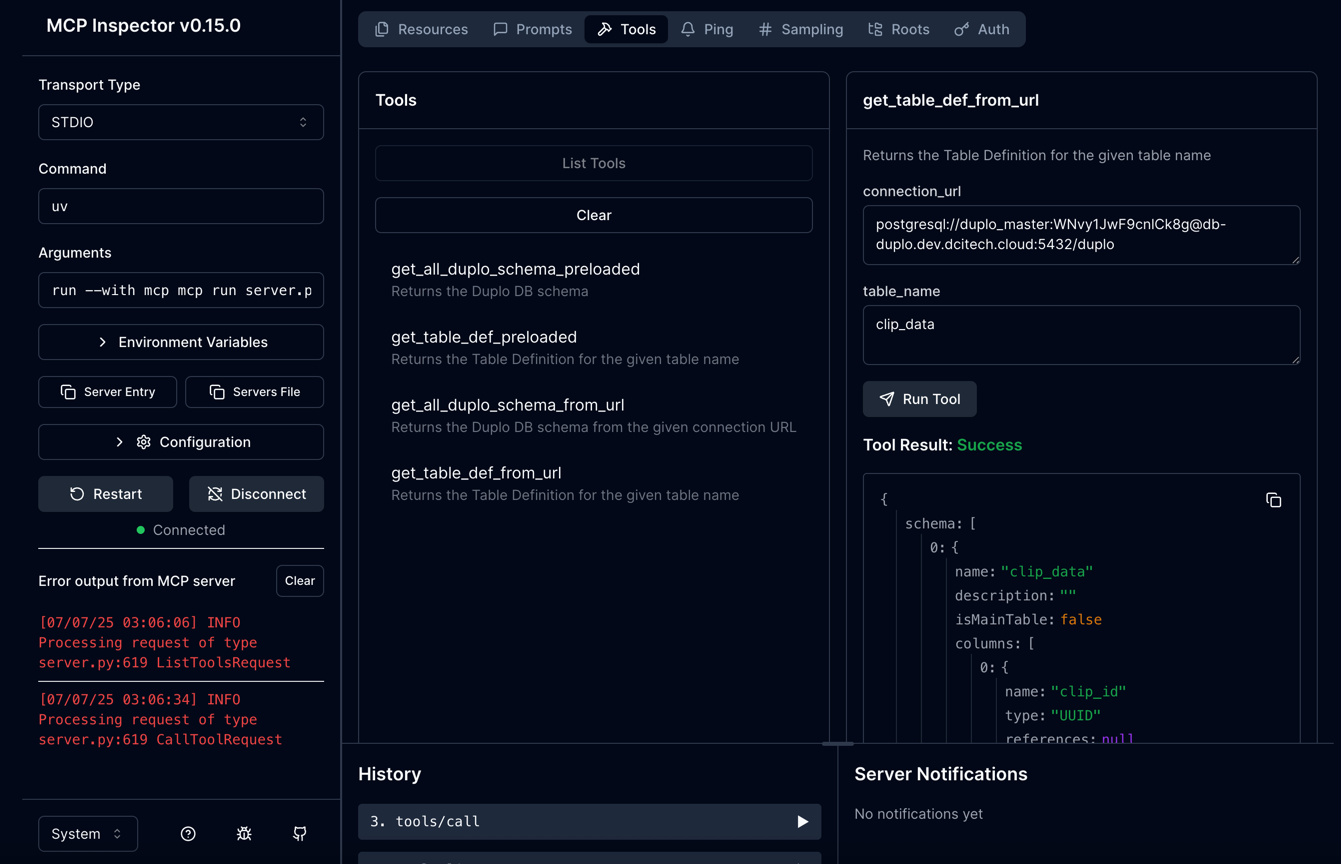 MCP Inspector v0.15.0
Transport Type
STDIO
Command
uv
Arguments
run --with mcp mcp run server.p
Environment Variables
Server Entry
Servers File
Configuration
Restart
Disconnect
Connected
Error output from MCP server
Clear
[07/07/25 03:06:06] INFO
Processing request of type
server.py:619 ListToolsRequest
[07/07/25 03:06:34] INFO
Processing request of type
server.py:619 CallToolRequest
System
Resources
Prompts
Tools
Ping
Sampling
Roots
Auth
Tools
List Tools
Clear
get_all_duplo_schema_preloaded
Returns the Duplo DB schema
get_table_def_preloaded
Returns the Table Definition for the given table name
get_all_duplo_schema_from_url
Returns the Duplo DB schema from the given connection URL
get_table_def_from_url
Returns the Table Definition for the given table name
get_table_def_from_url
Returns the Table Definition for the given table name
connection_url
postgresql://duplo_master:WNvy1JwF9cnlCk8g@db-
duplo.dev.dcitech.cloud:5432/duplo
table_name
clip_data
Run Tool
Tool Result: Success
{
schema: [
0: {
name: "clip_data"
description: ""
isMainTable: false
columns: [
0: {
name: "clip_id"
type: "UUID"
references: null
History
3. tools/call
Server Notifications
No notifications yet